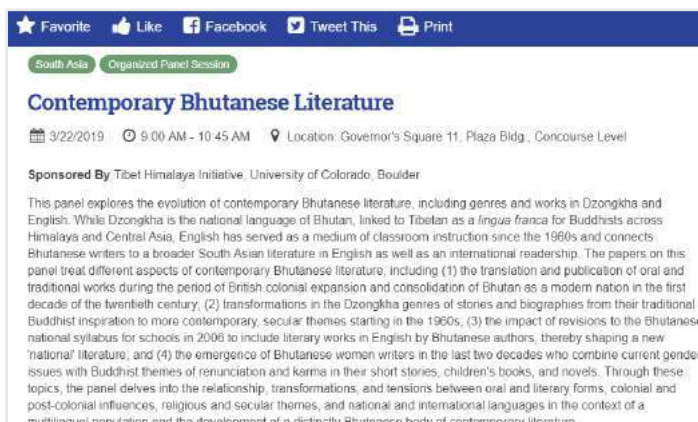 Favorite Like Facebook Tweet This Print
South Asia Organized Panel Session
Contemporary Bhutanese Literature
3/22/2019 9:00 AM - 10:45 AM Location: Governor's Square 11, Plaza Bldg., Concourse Level
Sponsored By Tibet Himalaya Initiative, University of Colorado, Boulder
This panel explores the evolution of contemporary Bhutanese literature, including genres and works in Dzongkha and
English. While Dzongkha is the national language of Bhutan, linked to Tibetan as a lingua franca for Buddhists across
Himalaya and Central Asia, English has served as a medium of classroom instruction since the 1960s and connects
Bhutanese writers to a broader South Asian literature in English as well as an international readership. The papers on this
panel treat different aspects of contemporary Bhutanese literature, including (1) the translation and publication of oral and
traditional works during the period of British colonial expansion and consolidation of Bhutan as a modern nation in the first
decade of the twentieth century; (2) transformations in the Dzongkha genres of stories and biographies from their traditional
Buddhist inspiration to more contemporary, secular themes starting in the 1960s; (3) the impact of revisions to the Bhutanese
national syllabus for schools in 2006 to include literary works in English by Bhutanese authors, thereby shaping a new
'national' literature; and (4) the emergence of Bhutanese women writers in the last two decades who combine current gender
issues with Buddhist themes of renunciation and karma in their short stories, children's books, and novels. Through these
topics, the panel delves into the relationship, transformations, and tensions between oral and literary forms, colonial and
post-colonial influences, religious and secular themes, and national and international languages in the context of a
multilingual population and the development of a distinctly Bhutanese body of contemporary literature.